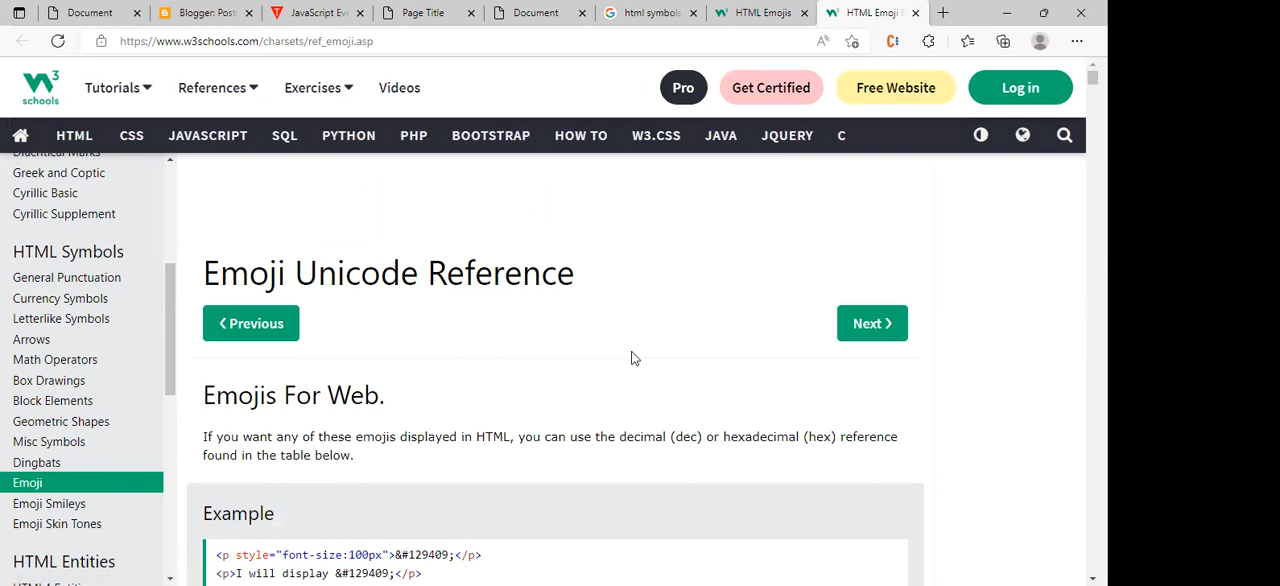 Document
Blogger: Post
JavaScript Eve
Page Title
Document
html symbols
HTML Emojis
HTML Emoji R
https://www.w3schools.com/charsets/ref_emoji.asp
W3 schools
Tutorials
References
Exercises
Videos
Pro
Get Certified
Free Website
Log in
HTML
CSS
JAVASCRIPT
SQL
PYTHON
PHP
BOOTSTRAP
HOW TO
W3.CSS
JAVA
JQUERY
C
Diacritical Marks
Greek and Coptic
Cyrillic Basic
Cyrillic Supplement
HTML Symbols
General Punctuation
Currency Symbols
Letterlike Symbols
Arrows
Math Operators
Box Drawings
Block Elements
Geometric Shapes
Misc Symbols
Dingbats
Emoji
Emoji Smileys
Emoji Skin Tones
HTML Entities
Emoji Unicode Reference
❮ Previous
Next ❯
Emojis For Web.
If you want any of these emojis displayed in HTML, you can use the decimal (dec) or hexadecimal (hex) reference
found in the table below.
Example
<p style="font-size:100px">&#129409;</p>
<p>I will display &#129409;</p>